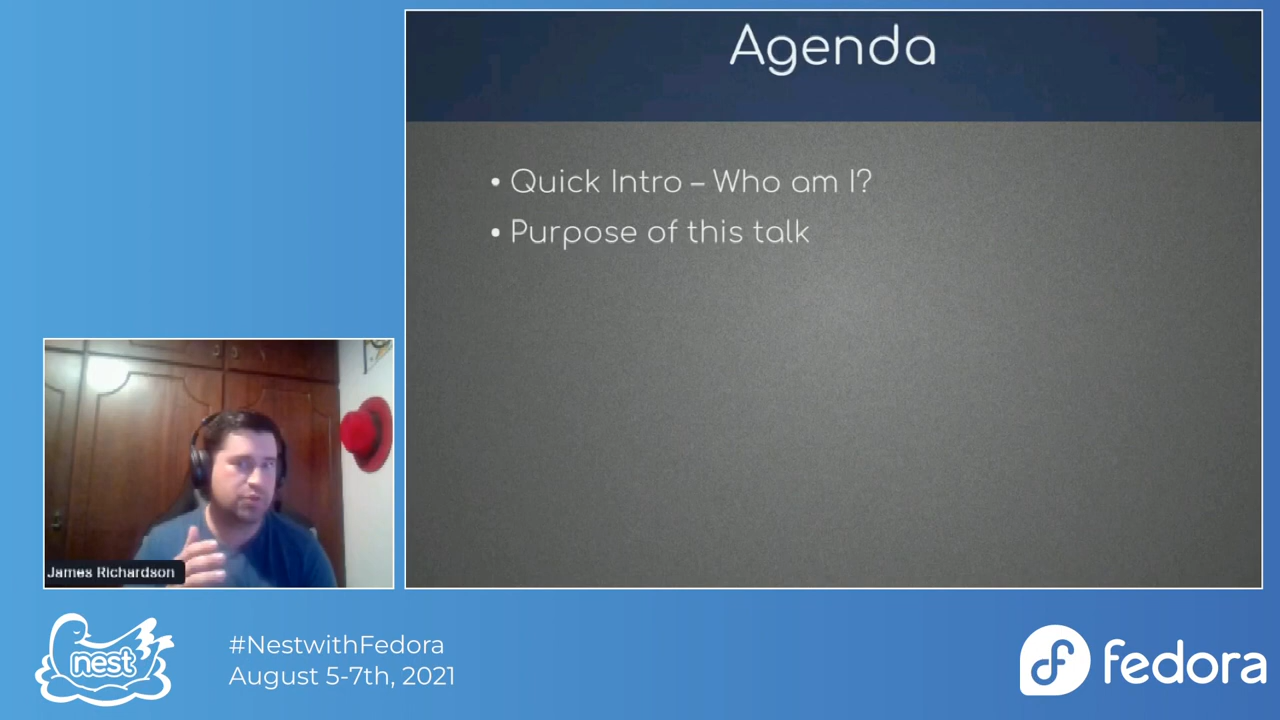 Agenda
• Quick Intro – Who am I?
• Purpose of this talk
James Richardson
nest
#NestwithFedora
August 5-7th, 2021
fedora